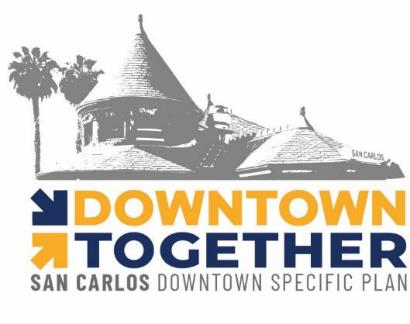 SAN CARLOS
DOWNTOWN
TOGETHER
SAN CARLOS DOWNTOWN SPECIFIC PLAN